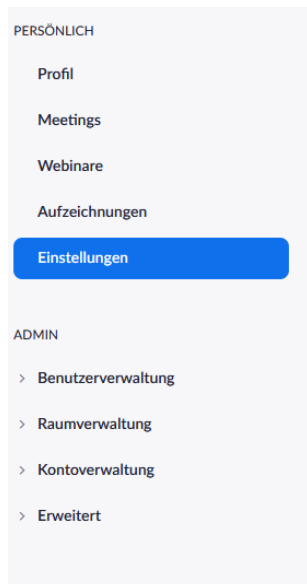 PERSÖNLICH
Profil
Meetings
Webinare
Aufzeichnungen
Einstellungen
ADMIN
Benutzerverwaltung
Raumverwaltung
Kontoverwaltung
Erweitert